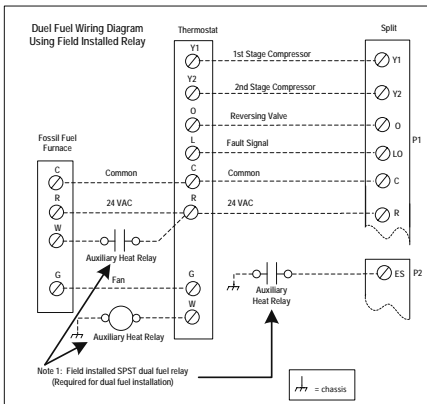 Duel Fuel Wiring Diagram
Using Field Installed Relay
Thermostat
Split
Y1
1st Stage Compressor
Y1
Y2
2nd Stage Compressor
Y2
O
Reversing Valve
O
P1
Fossil Fuel
Furnace
L
Fault Signal
LO
C
Common
C
Common
C
R
24 VAC
R
24 VAC
R
W
Auxiliary Heat Relay
G
Fan
G
Auxiliary
Heat Relay
ES
P2
W
Auxiliary Heat Relay
Note 1: Field installed SPST dual fuel relay
(Required for dual fuel installation)
= chassis